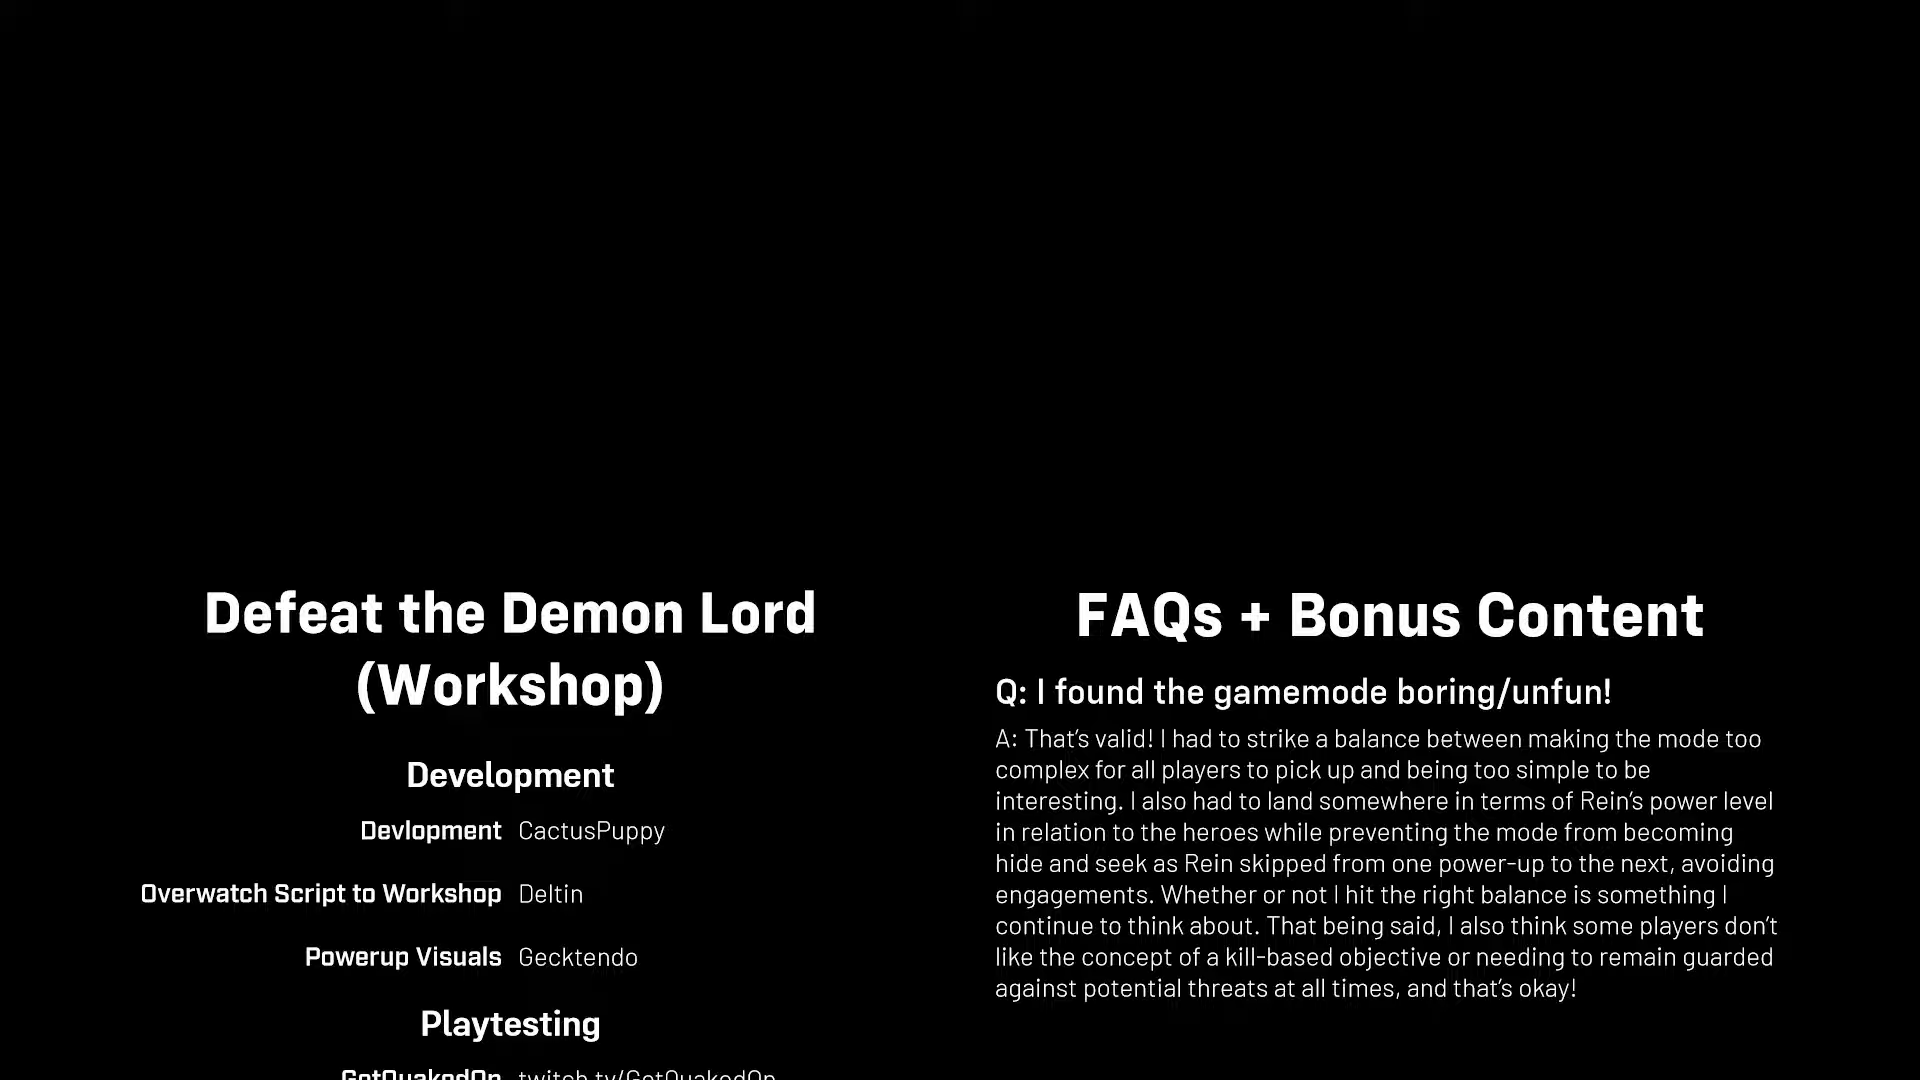 Defeat the Demon Lord
(Workshop)
Development
Devlopment CactusPuppy
Overwatch Script to Workshop Deltin
Powerup Visuals Gecktendo
Playtesting
GotQuakedOn twitch.tv/GotQuakedOn
FAQs + Bonus Content
Q: I found the gamemode boring/unfun!
A: That's valid! I had to strike a balance between making the mode too
complex for all players to pick up and being too simple to be
interesting. I also had to land somewhere in terms of Rein's power level
in relation to the heroes while preventing the mode from becoming
hide and seek as Rein skipped from one power-up to the next, avoiding
engagements. Whether or not I hit the right balance is something I
continue to think about. That being said, I also think some players don't
like the concept of a kill-based objective or needing to remain guarded
against potential threats at all times, and that's okay!